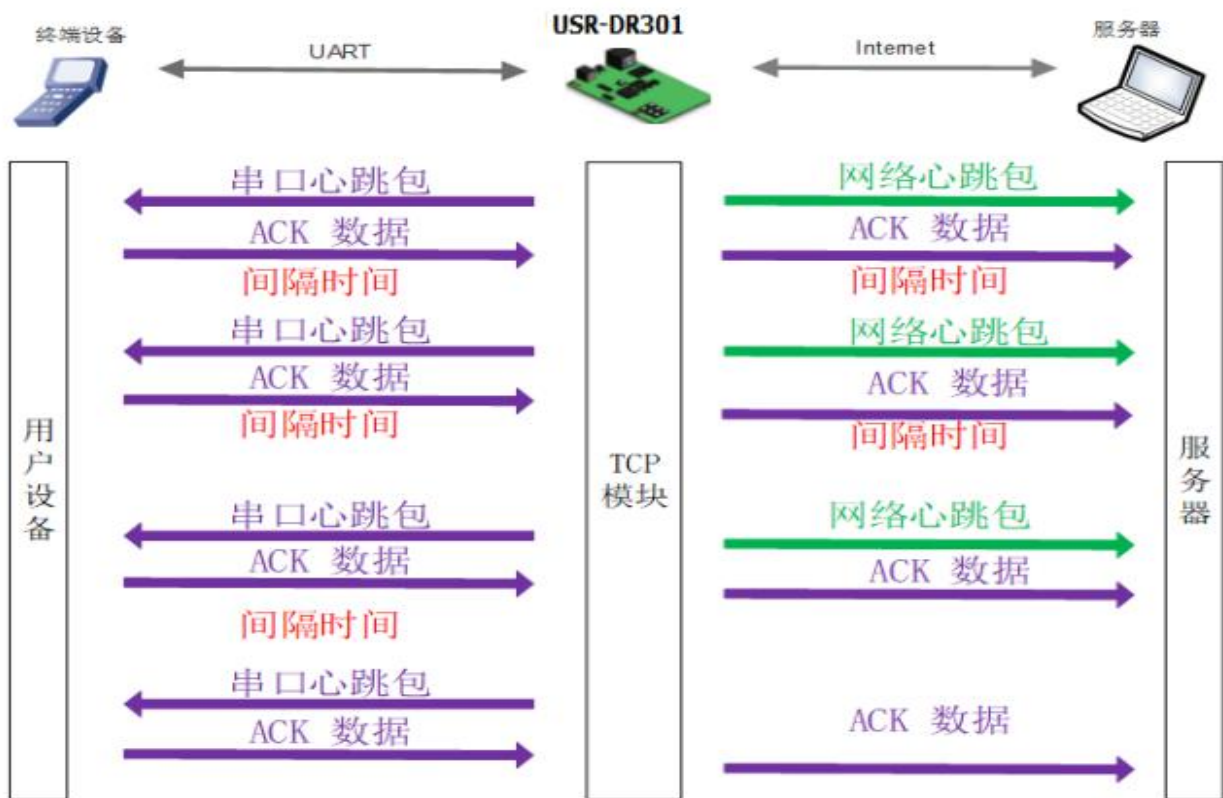 终端设备
UART
USR-DR301
Internet
服务器
串口心跳包
网络心跳包
ACK 数据
ACK 数据
间隔时间
间隔时间
串口心跳包
网络心跳包
ACK 数据
ACK 数据
间隔时间
间隔时间
用户设备
TCP
模块
服务器
串口心跳包
网络心跳包
ACK 数据
ACK 数据
间隔时间
串口心跳包
ACK 数据
ACK 数据